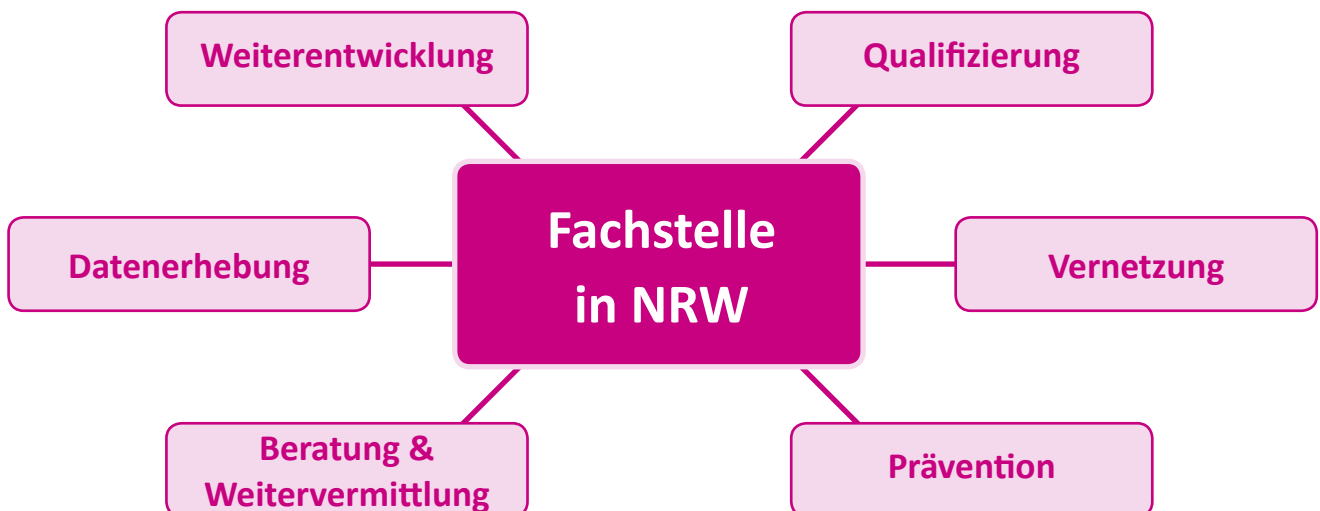 Weiterentwicklung
Qualifizierung
Fachstelle
in NRW
Datenerhebung
Vernetzung
Beratung &
Weitervermittlung
Prävention